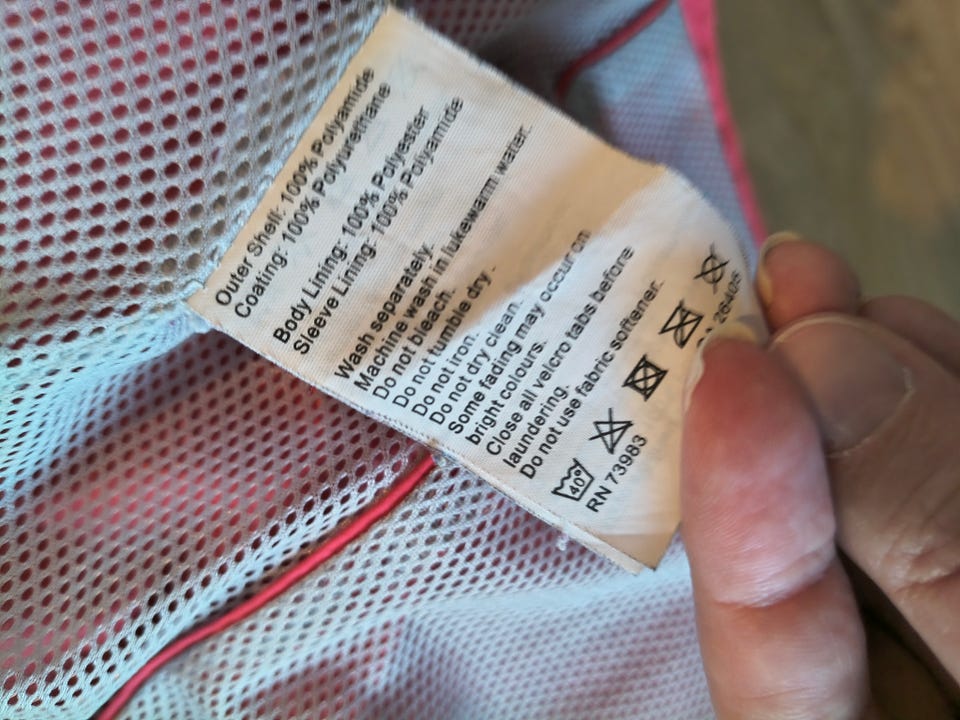 Outer Shell: 100% Polyamide
Coating: 100% Polyurethane
Body Lining: 100% Polyester
Sleeve Lining: 100% Polyamide
Wash separately.
Machine wash in lukewarm water.
Do not bleach.
Do not tumble dry.
Do not iron.
Do not dry clean.
Some fading may occur on
bright colours.
Close all velcro tabs before
laundering.
Do not use fabric softener.
40°
RN 73983
26406